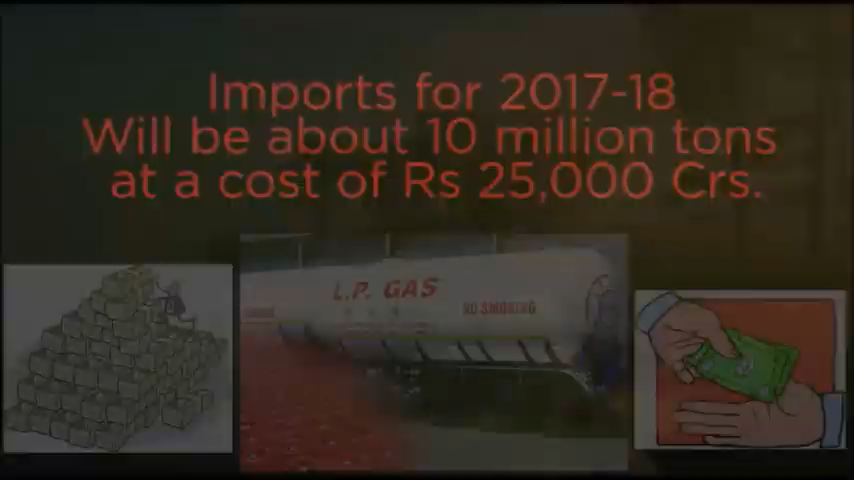 Imports for 2017-18
Will be about 10 million tons
at a cost of Rs 25,000 Crs.
L.P. GAS
NO SMOKING